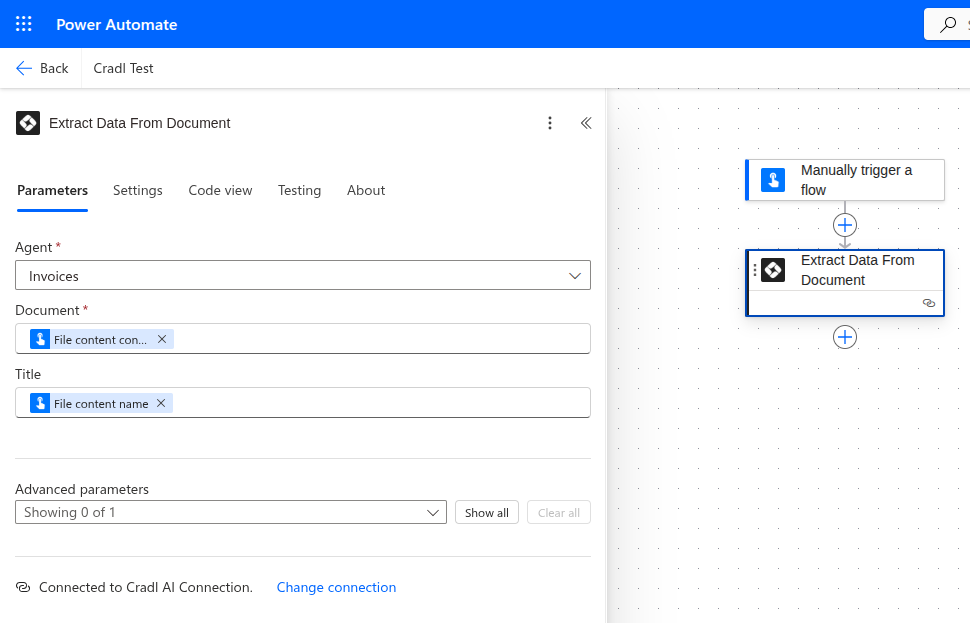 Power Automate
Back
Cradl Test
Extract Data From Document
Parameters
Settings
Code view
Testing
About
Agent *
Invoices
Document *
File content con...
Title
File content name
Advanced parameters
Showing 0 of 1
Show all
Clear all
Connected to Cradl AI Connection.
Change connection
Manually trigger a
flow
Extract Data From
Document